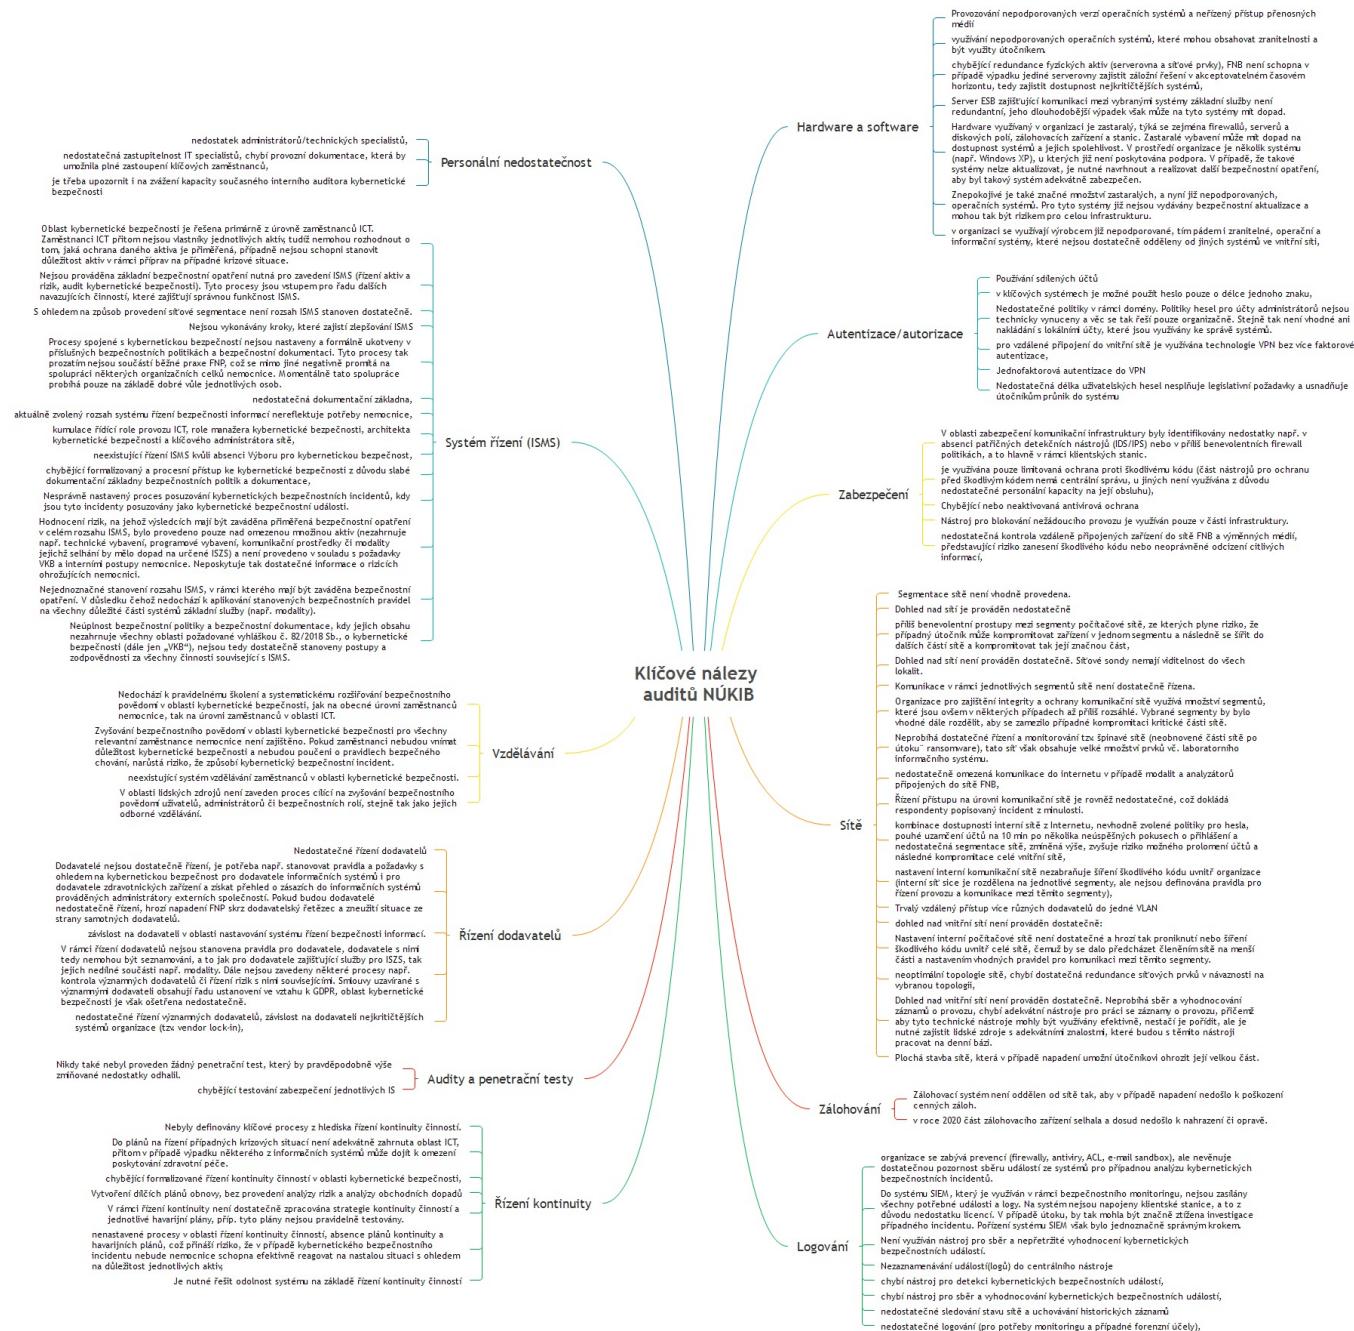 Klíčové nálezy
auditů NÚKIB
Personální nedostatečnost
nedostatek administrátorů/technických specialistů,
nedostatečná zastupitelnost IT specialistů, chybí provozní dokumentace, která by
umožnila plné zastoupení klíčových zaměstnanců,
je třeba upozornit i na zvážení kapacity současného interního auditora kybernetické
bezpečnosti
Systém řízení (ISMS)
Oblast kybernetické bezpečnosti je řešena primárně z úrovně zaměstnanců ICT.
Zaměstnanci ICT přitom nejsou vlastníky jednotlivých aktiv, tudíž nemohou rozhodnout o
tom, jaká ochrana daného aktiva je přiměřená, případně nejsou schopni stanovit
důležitost aktiv v rámci příprav na případné krizové situace.
Nejsou prováděna základní bezpečnostní opatření nutná pro zavedení ISMS (řízení aktiv a
rizik, audit kybernetické bezpečnosti). Tyto procesy jsou vstupem pro řadu dalších
navazujících činností, které zajišťují správnou funkčnost ISMS.
S ohledem na způsob provedení síťové segmentace není rozsah ISMS stanoven dostatečně.
Nejsou vykonávány kroky, které zajistí zlepšování ISMS
Procesy spojené s kybernetickou bezpečností nejsou nastaveny a formálně ukotveny v
příslušných bezpečnostních politikách a bezpečnostní dokumentaci. Tyto procesy tak
prozatím nejsou součástí běžné praxe FNP, což se mimo jiné negativně promítá na
spolupráci některých organizačních celků nemocnice. Momentálně tato spolupráce
probíhá pouze na základě dobré vůle jednotlivých osob.
nedostatečná dokumentační základna,
aktuálně zvolený rozsah systému řízení bezpečnosti informací nereflektuje potřeby nemocnice,
kumulace řídící role provozu ICT, role manažera kybernetické bezpečnosti, architekta
kybernetické bezpečnosti a klíčového administrátora sítě,
neexistující řízení ISMS kvůli absenci Výboru pro kybernetickou bezpečnost,
chybějící formalizovaný a procesní přístup ke kybernetické bezpečnosti z důvodu slabé
dokumentační základny bezpečnostních politik a dokumentace,
Nesprávně nastavený proces posuzování kybernetických bezpečnostních incidentů, kdy
jsou tyto incidenty posuzovány jako kybernetické bezpečnostní události.
Hodnocení rizik, na jehož výsledcích mají být zaváděna přiměřená bezpečnostní opatření
v celém rozsahu ISMS, bylo provedeno pouze nad omezenou množinou aktiv (nezahrnuje
např. technické vybavení, programové vybavení, komunikační prostředky či modality
jejichž selhání by mělo dopad na určené ISZS) a není provedeno v souladu s požadavky
VKB a interními postupy nemocnice. Neposkytuje tak dostatečné informace o rizicích
ohrožujících nemocnici.
Nejednoznačné stanovení rozsahu ISMS, v rámci kterého mají být zaváděna bezpečnostní
opatření. V důsledku čehož nedochází k aplikování stanovených bezpečnostních pravidel
na všechny důležité části systémů základní služby (např. modality).
Neúplnost bezpečnostní politiky a bezpečnostní dokumentace, kdy jejich obsahu
nezahrnuje všechny oblasti požadované vyhláškou č. 82/2018 Sb., o kybernetické
bezpečnosti (dále jen „VKB“), nejsou tedy dostatečně stanoveny postupy a
zodpovědnosti za všechny činnosti související s ISMS.
Vzdělávání
Nedochází k pravidelnému školení a systematickému rozšiřování bezpečnostního
povědomí v oblasti kybernetické bezpečnosti, jak na obecné úrovni zaměstnanců
nemocnice, tak na úrovni zaměstnanců v oblasti ICT.
Zvyšování bezpečnostního povědomí v oblasti kybernetické bezpečnosti pro všechny
relevantní zaměstnance nemocnice není zajištěno. Pokud zaměstnanci nebudou vnímat
důležitost kybernetické bezpečnosti a nebudou poučeni o pravidlech bezpečného
chování, narůstá riziko, že způsobí kybernetický bezpečnostní incident.
neexistující systém vzdělávání zaměstnanců v oblasti kybernetické bezpečnosti.
V oblasti lidských zdrojů není zaveden proces cílící na zvyšování bezpečnostního
povědomí uživatelů, administrátorů či bezpečnostních rolí, stejně tak jako jejich
odborné vzdělávání.
Řízení dodavatelů
Nedostatečné řízení dodavatelů
Dodavatelé nejsou dostatečně řízeni, je potřeba např. stanovovat pravidla a požadavky s
ohledem na kybernetickou bezpečnost pro dodavatele informačních systémů i pro
dodavatele zdravotnických zařízení a získat přehled o zásazích do informačních systémů
prováděných administrátory externích společností. Pokud budou dodavatelé
nedostatečně řízeni, hrozí napadení FNP skrz dodavatelský řetězec a zneužití situace ze
strany samotných dodavatelů.
závislost na dodavateli v oblasti nastavování systému řízení bezpečnosti informací.
V rámci řízení dodavatelů nejsou stanovena pravidla pro dodavatele, dodavatele s nimi
tedy nemohou být seznamováni, a to jak pro dodavatele zajišťující služby pro ISZS, tak
jejich nedílné součásti např. modality. Dále nejsou zavedeny některé procesy např.
kontrola významných dodavatelů či řízení rizik s nimi souvisejícími. Smlouvy uzavírané s
významnými dodavateli obsahují řadu ustanovení ve vztahu k GDPR, oblast kybernetické
bezpečnosti je však ošetřena nedostatečně.
nedostatečné řízení významných dodavatelů, závislost na dodavateli nejkritičtějších
systémů organizace (tzv. vendor lock-in),
Audity a penetrační testy
Nikdy také nebyl proveden žádný penetrační test, který by pravděpodobně výše
zmiňované nedostatky odhalil.
chybějící testování zabezpečení jednotlivých IS
Řízení kontinuity
Nebyly definovány klíčové procesy z hlediska řízení kontinuity činností.
Do plánů na řízení případných krizových situací není adekvátně zahrnuta oblast ICT,
přitom v případě výpadku některého z informačních systémů může dojít k omezení
poskytování zdravotní péče.
chybějící formalizované řízení kontinuity činností v oblasti kybernetické bezpečnosti,
Vytvoření dílčích plánů obnovy, bez provedení analýzy rizik a analýzy obchodních dopadů
V rámci řízení kontinuity není dostatečně zpracována strategie kontinuity činností a
jednotlivé havarijní plány, příp. tyto plány nejsou pravidelně testovány.
nenastavené procesy v oblasti řízení kontinuity činností, absence plánů kontinuity a
havarijních plánů, což přináší riziko, že v případě kybernetického bezpečnostního
incidentu nebude nemocnice schopna efektivně reagovat na nastalou situaci s ohledem
na důležitost jednotlivých aktiv,
Je nutné řešit odolnost systému na základě řízení kontinuity činností
Hardware a software
Provozování nepodporovaných verzí operačních systémů a neřízený přístup přenosných
médií
využívání nepodporovaných operačních systémů, které mohou obsahovat zranitelnosti a
být využity útočníkem.
chybějící redundance fyzických aktiv (serverovna a síťové prvky), FNB není schopna v
případě výpadku jediné serverovny zajistit záložní řešení v akceptovatelném časovém
horizontu, tedy zajistit dostupnost nejkritičtějších systémů,
Server ESB zajišťující komunikaci mezi vybranými systémy základní služby není
redundantní, jeho dlouhodobější výpadek však může na tyto systémy mít dopad.
Hardware využívaný v organizaci je zastaralý, týká se zejména firewallů, serverů a
diskových polí, zálohovacích zařízení a stanic. Zastaralé vybavení může mít dopad na
dostupnost systémů a jejich spolehlivost. V prostředí organizace je několik systému
(např. Windows XP), u kterých již není poskytována podpora. V případě, že takové
systémy nelze aktualizovat, je nutné navrhnout a realizovat další bezpečnostní opatření,
aby byl takový systém adekvátně zabezpečen.
Znepokojivé je také značné množství zastaralých, a nyní již nepodporovaných,
operačních systémů. Pro tyto systémy již nejsou vydávány bezpečnostní aktualizace a
mohou tak být rizikem pro celou infrastrukturu.
v organizaci se využívají výrobcem již nepodporované, tím pádem i zranitelné, operační a
informační systémy, které nejsou dostatečně odděleny od jiných systémů ve vnitřní síti,
Autentizace/autorizace
Používání sdílených účtů
v klíčových systemech je možné použít heslo pouze o délce jednoho znaku,
Nedostatečné politiky v rámci domény. Politiky hesel pro účty administrátorů nejsou
technicky vynuceny a věc se tak řeší pouze organizačně. Stejně tak není vhodné ani
nakládání s lokálními účty, které jsou využívány ke správě systémů.
pro vzdálené připojení do vnitřní sítě je využívána technologie VPN bez více faktorové
autentizace,
Jednofaktorová autentizace do VPN
Nedostatečná délka uživatelských hesel nesplňuje legislativní požadavky a usnadňuje
útočníkům průnik do systému
Zabezpečení
V oblasti zabezpečení komunikační infrastruktury byly identifikovány nedostatky např. v
absenci patřičných detekčních nástrojů (IDS/IPS) nebo v příliš benevolentních firewall
politikách, a to hlavně v rámci klientských stanic.
je využívána pouze limitovaná ochrana proti škodlivému kódu (část nástrojů pro ochranu
před škodlivým kódem nemá centrální správu, u jiných není využívána z důvodu
nedostatečné personální kapacity na její obsluhu),
Chybějící nebo neaktivovaná antivirová ochrana
Nástroj pro blokování nežádoucího provozu je využíván pouze v části infrastruktury.
nedostatečná kontrola vzdáleně připojených zařízení do sítě FNB a výměnných médií,
představující riziko zanesení škodlivého kódu nebo neoprávněné odcizení citlivých
informací,
Sítě
Segmentace sítě není vhodně provedena.
Dohled nad sítí je prováděn nedostatečně
příliš benevolentní prostupy mezi segmenty počítačové sítě, ze kterých plyne riziko, že
případný útočník může kompromitovat zařízení v jednom segmentu a následně se šířit do
dalších částí sítě a kompromitovat tak její značnou část,
Dohled nad sítí není prováděn dostatečně. Síťové sondy nemají viditelnost do všech
lokalit.
Komunikace v rámci jednotlivých segmentů sítě není dostatečně řízena.
Organizace pro zajištění integrity a ochrany komunikační sítě využívá množství segmentů,
které jsou ovšem v některých případech až příliš rozsáhlé. Vybrané segmenty by bylo
vhodné dále rozdělit, aby se zamezilo případné kompromitaci kritické části sítě.
Neprobíhá dostatečné řízení a monitorování tzv. špinavé sítě (neobnovené části sítě po
útoku¨ ransomware), tato síť však obsahuje velké množství prvků vč. laboratorního
informačního systému.
nedostatečně omezená komunikace do internetu v případě modalit a analyzátorů
připojených do sítě FNB,
Řízení přístupu na úrovni komunikační sítě je rovněž nedostatečné, což dokládá
respondenty popisovaný incident z minulosti.
kombinace dostupnosti interní sítě z Internetu, nevhodně zvolené politiky pro hesla,
pouhé uzamčení účtů na 10 min po několika neúspěšných pokusech o přihlášení a
nedostatečná segmentace sítě, zmíněná výše, zvyšuje riziko možného prolomení účtů a
následné kompromitace celé vnitřní sítě,
nastavení interní komunikační sítě nezabraňuje šíření škodlivého kódu uvnitř organizace
(interní síť sice je rozdělena na jednotlivé segmenty, ale nejsou definována pravidla pro
řízení provozu a komunikace mezi těmito segmenty),
Trvalý vzdálený přístup více různých dodavatelů do jedné VLAN
dohled nad vnitřní sítí není prováděn dostatečně:
Nastavení interní počítačové sítě není dostatečné a hrozí tak proniknutí nebo šíření
škodlivého kódu uvnitř celé sítě, čemuž by se dalo předcházet členěním sítě na menší
části a nastavením vhodných pravidel pro komunikaci mezi těmito segmenty.
neoptimální topologie sítě, chybí dostatečná redundance síťových prvků v návaznosti na
vybranou topologii,
Dohled nad vnitřní sítí není prováděn dostatečně. Neprobíhá sběr a vyhodnocování
záznamů o provozu, chybí adekvátní nástroje pro práci se záznamy o provozu, přičemž
aby tyto technické nástroje mohly být využívány efektivně, nestačí je pořídit, ale je
nutné zajistit lidské zdroje s adekvátními znalostmi, které budou s těmito nástroji
pracovat na denní bázi.
Plochá stavba sítě, která v případě napadení umožní útočníkovi ohrozit její velkou část.
Zálohování
Zálohovací systém není oddělen od sítě tak, aby v případě napadení nedošlo k poškození
cenných záloh.
v roce 2020 část zálohovacího zařízení selhala a dosud nedošlo k nahrazení či opravě.
Logování
organizace se zabývá prevencí (firewally, antiviry, ACL, e-mail sandbox), ale nevěnuje
dostatečnou pozornost sběru událostí ze systémů pro případnou analýzu kybernetických
bezpečnostních incidentů.
Do systému SIEM, který je využíván v rámci bezpečnostního monitringu, nejsou zasílány
všechny potřebné události a logy. Na systém nejsou napojeny klientské stanice, a to z
důvodu nedostatku licencí. V případě útoku, by tak mohla být značně ztížena investigace
případného incidentu. Pořízení systému SIEM však bylo jednoznačně správným krokem.
Není využíván nástroj pro sběr a nepřetržité vyhodnocení kybernetických
bezpečnostních událostí.
Nezaznamenávání událostí(logů) do centrálního nástroje
chybí nástroj pro detekci kybernetických bezpečnostních událostí,
chybí nástroj pro sběr a vyhodnocování kybernetických bezpečnostních událostí,
nedostatečné sledování stavu sítě a uchovávání historických záznamů
nedostatečné logování (pro potřeby monitoringu a případné forenzní účely),